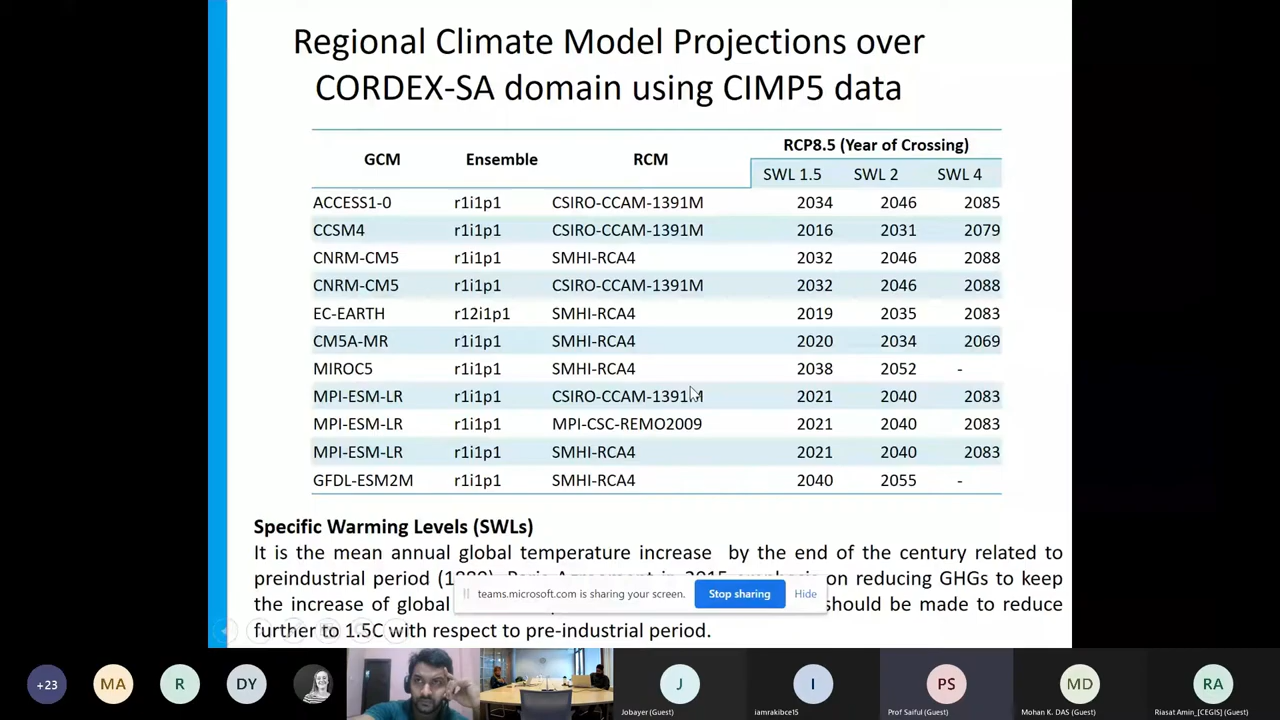 Regional Climate Model Projections over
CORDEX-SA domain using CIMP5 data
GCM Ensemble RCM RCP8.5 (Year of Crossing)
SWL 1.5 SWL 2 SWL 4
ACCESS1-0 r1i1p1 CSIRO-CCAM-1391M 2034 2046 2085
CCSM4 r1i1p1 CSIRO-CCAM-1391M 2016 2031 2079
CNRM-CM5 r1i1p1 SMHI-RCA4 2032 2046 2088
CNRM-CM5 r1i1p1 CSIRO-CCAM-1391M 2032 2046 2088
EC-EARTH r12i1p1 SMHI-RCA4 2019 2035 2083
CM5A-MR r1i1p1 SMHI-RCA4 2020 2034 2069
MIROC5 r1i1p1 SMHI-RCA4 2038 2052 -
MPI-ESM-LR r1i1p1 CSIRO-CCAM-1391M 2021 2040 2083
MPI-ESM-LR r1i1p1 MPI-CSC-REMO2009 2021 2040 2083
MPI-ESM-LR r1i1p1 SMHI-RCA4 2021 2040 2083
GFDL-ESM2M r1i1p1 SMHI-RCA4 2040 2055 -
Specific Warming Levels (SWLs)
It is the mean annual global temperature increase by the end of the century related to
preindustrial period Paris Agreement in 2015 on reducing GHGs to keep
teams.microsoft.com is sharing your screen. Stop sharing Hide
the increase of global should be made to reduce
further to 1.5C with respect to pre-industrial period.
+23 MA R DY J I PS MD RA
Jobayer (Guest) iamrakibce15 Prof Saiful (Guest) Mohan K. DAS (Guest) Riasat Amin_[CEGIS] (Guest)